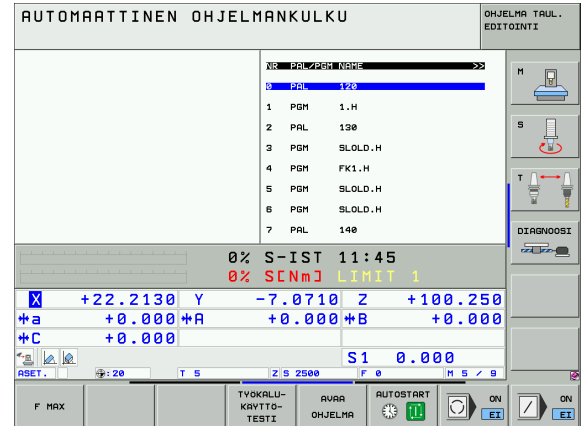 AUTOMAATTINEN OHJELMANKULKU
OHJELMA TAUL.
EDITOINTI
NR PAL/PGM NAME >>
0 PAL 120
1 PGM 1.H
2 PAL 130
3 PGM SLOLD.H
4 PGM FK1.H
5 PGM SLOLD.H
6 PGM SLOLD.H
7 PAL 140
M
S
T
DIAGNOOSI
0% S-IST 11:45
0% S[Nm] LIMIT 1
X +22.2130 Y -7.0710 Z +100.250
a +0.000 A +0.000 B +0.000
C +0.000
S1 0.000
ASET. : 20 T 5 Z S 2500 F 0 M 5 / 9
F MAX
TYÖKALU-
KÄYTTÖ-
TESTI
AVAA
OHJELMA
AUTOSTART
ON
EI
ON
EI